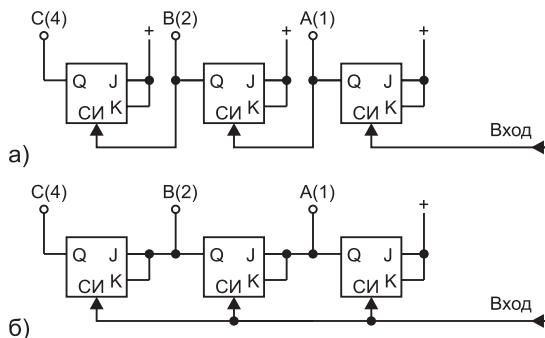 C(4) B(2) A(1)
+ + +
Q J Q J Q J
K K K
СИ СИ СИ
Вход
а)
C(4) B(2) A(1)
+
Q J Q J Q J
K K K
СИ СИ СИ
Вход
б)